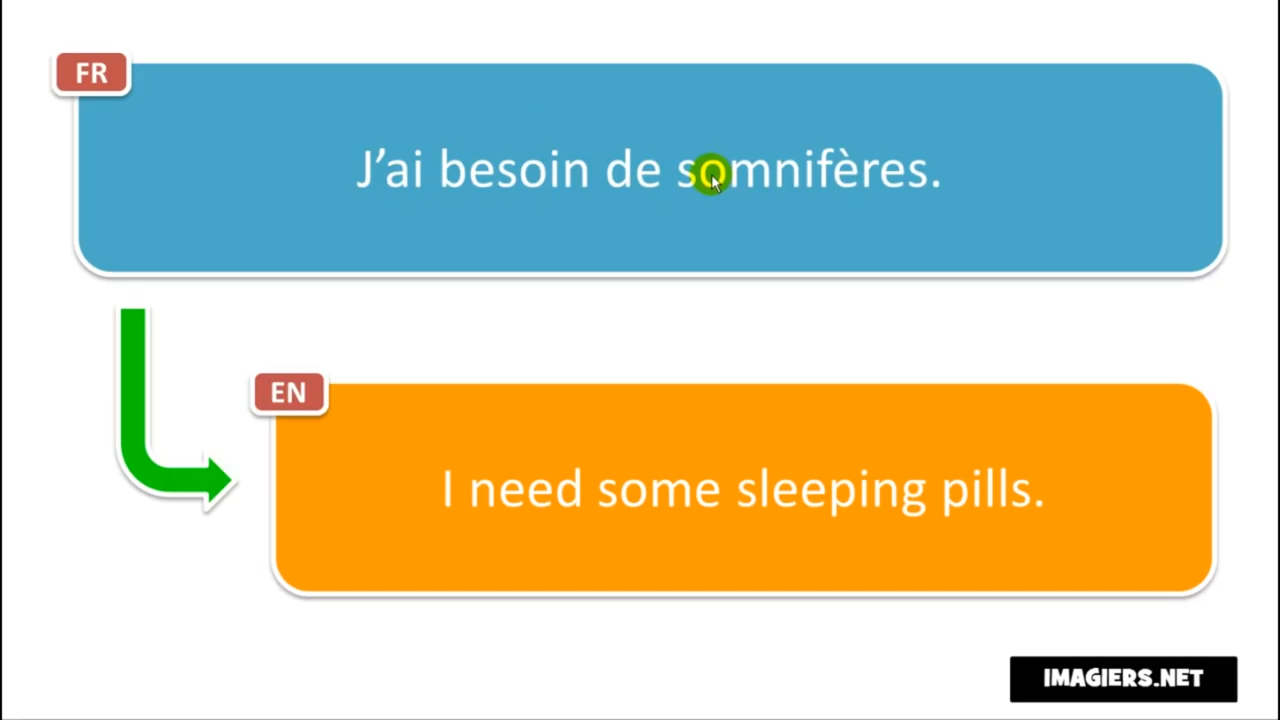 FR
J’ai besoin de somnifères.
EN
I need some sleeping pills.
IMAGIERS.NET